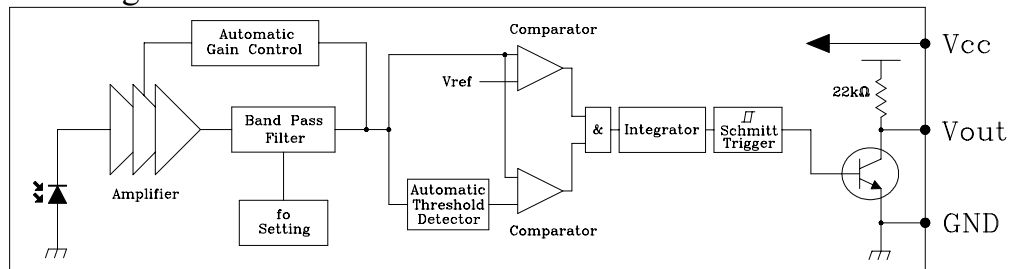 Automatic
Gain Control
Comparator
Vcc
Vref
22kΩ
Band Pass
Filter
&
Integrator
Schmitt
Trigger
Vout
Amplifier
Automatic
Threshold
Detector
fo
Setting
Comparator
GND